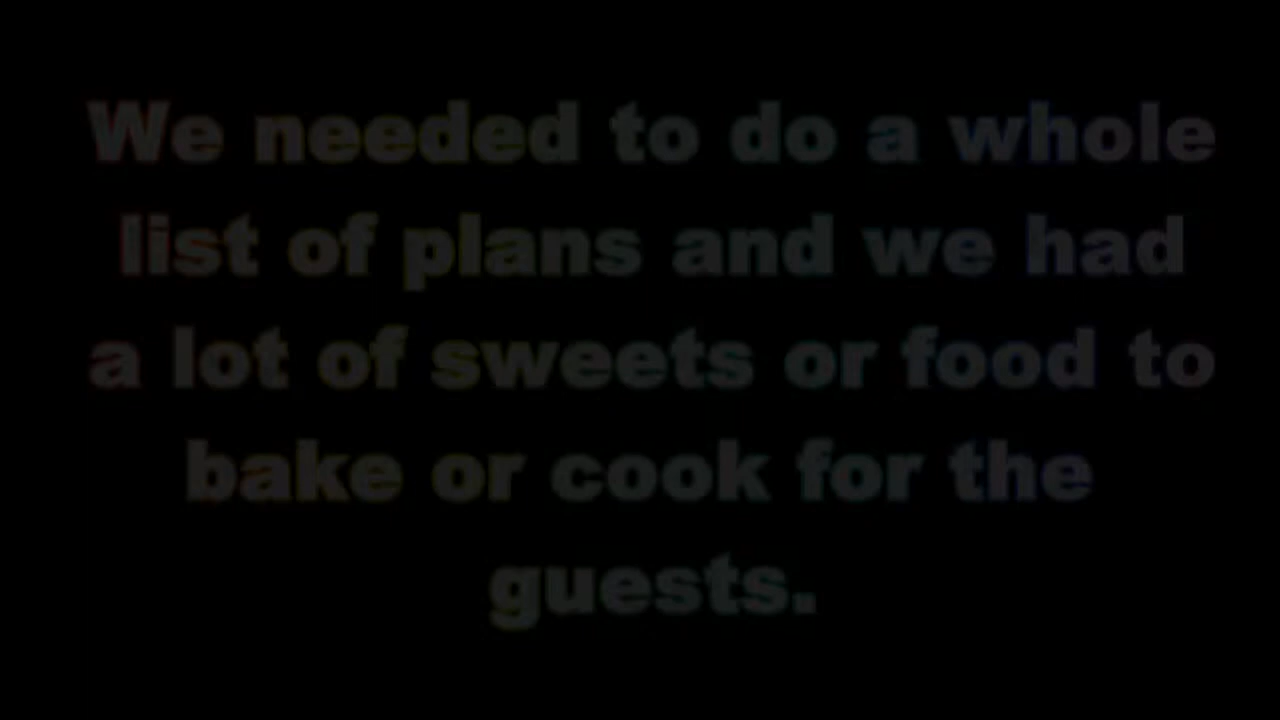 We needed to do a whole
list of plans and we had
a lot of sweets or food to
bake or cook for the
guests.